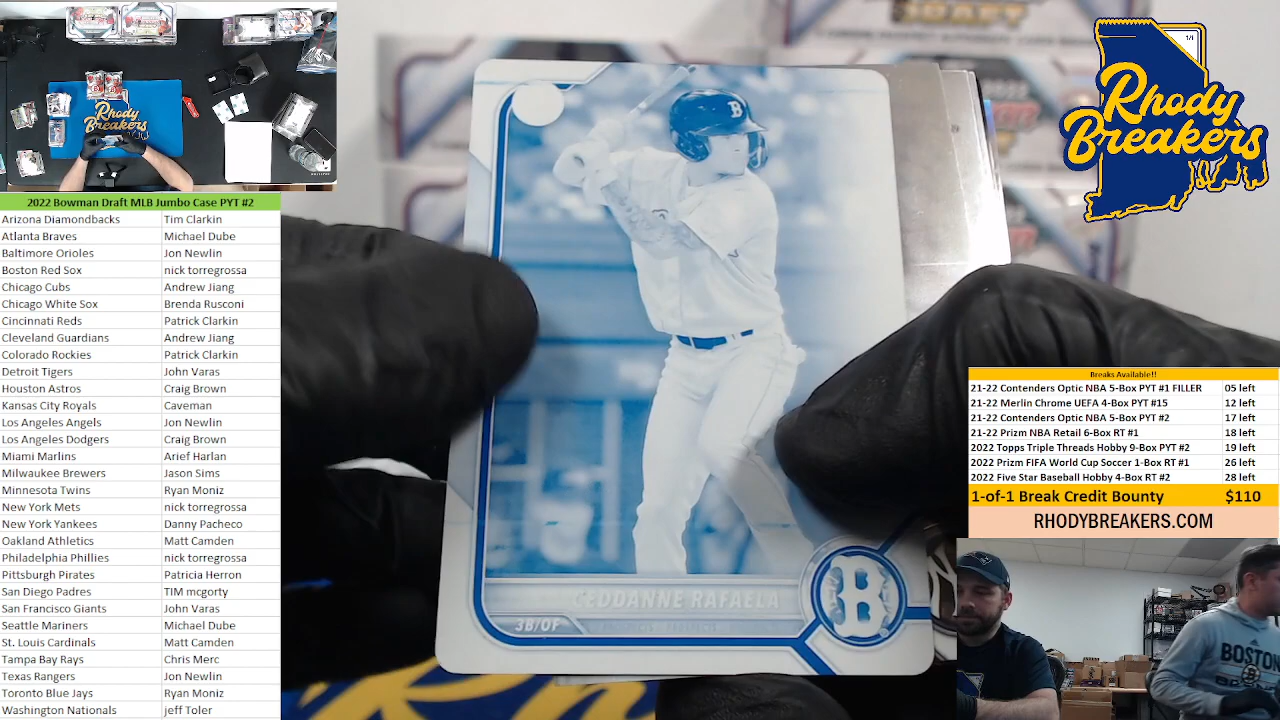 Rhody
Breakers
1/1
Rhody
Breakers
DRAFT
B
CEDDANNE RAFAELA
3B/OF
B
2022 Bowman Draft MLB Jumbo Case PYT #2
Arizona Diamondbacks Tim Clarkin
Atlanta Braves Michael Dube
Baltimore Orioles Jon Newlin
Boston Red Sox nick torregrossa
Chicago Cubs Andrew Jiang
Chicago White Sox Brenda Rusconi
Cincinnati Reds Patrick Clarkin
Cleveland Guardians Andrew Jiang
Colorado Rockies Patrick Clarkin
Detroit Tigers John Varas
Houston Astros Craig Brown
Kansas City Royals Caveman
Los Angeles Angels Jon Newlin
Los Angeles Dodgers Craig Brown
Miami Marlins Arief Harlan
Milwaukee Brewers Jason Sims
Minnesota Twins Ryan Moniz
New York Mets nick torregrossa
New York Yankees Danny Pacheco
Oakland Athletics Matt Camden
Philadelphia Phillies nick torregrossa
Pittsburgh Pirates Patricia Herron
San Diego Padres TIM mcgorty
San Francisco Giants John Varas
Seattle Mariners Michael Dube
St. Louis Cardinals Matt Camden
Tampa Bay Rays Chris Merc
Texas Rangers Jon Newlin
Toronto Blue Jays Ryan Moniz
Washington Nationals jeff Toler
Breaks Available!!
21-22 Contenders Optic NBA 5-Box PYT #1 FILLER 05 left
21-22 Merlin Chrome UEFA 4-Box PYT #15 12 left
21-22 Contenders Optic NBA 5-Box PYT #2 17 left
21-22 Prizm NBA Retail 6-Box RT #1 18 left
2022 Topps Triple Threads Hobby 9-Box PYT #2 19 left
2022 Prizm FIFA World Cup Soccer 1-Box RT #1 26 left
2022 Five Star Baseball Hobby 4-Box RT #2 28 left
1-of-1 Break Credit Bounty $110
RHODYBREAKERS.COM
BOSTON